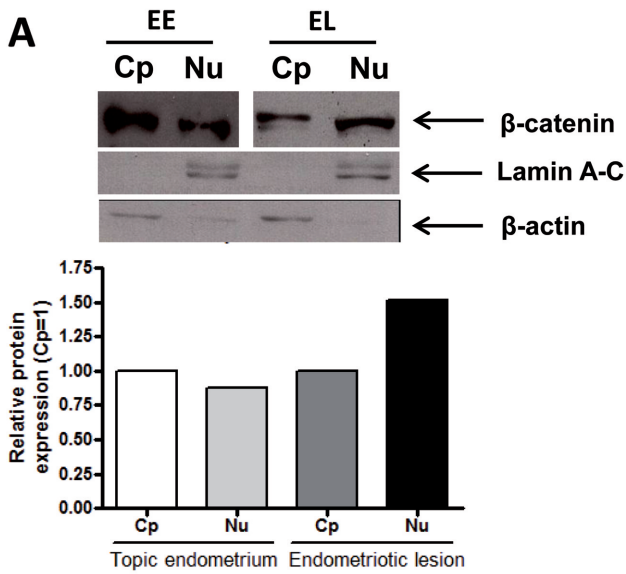 A
EE EL
Cp Nu Cp Nu
β-catenin
Lamin A-C
β-actin
Relative protein
expression (Cp=1)
1.75
1.50
1.25
1.00
0.75
0.50
0.25
0.00
Cp Nu Cp Nu
Topic endometrium Endometriotic lesion